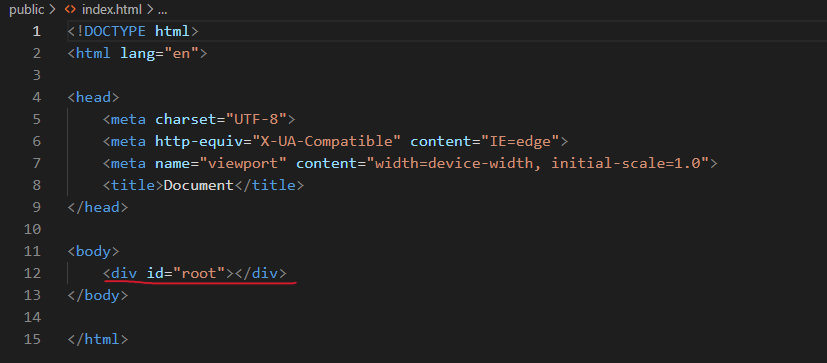 public > <> index.html > ...
1 <!DOCTYPE html>
2 <html lang="en">
3
4 <head>
5     <meta charset="UTF-8">
6     <meta http-equiv="X-UA-Compatible" content="IE=edge">
7     <meta name="viewport" content="width=device-width, initial-scale=1.0">
8     <title>Document</title>
9 </head>
10
11 <body>
12     <div id="root"></div>
13 </body>
14
15 </html>